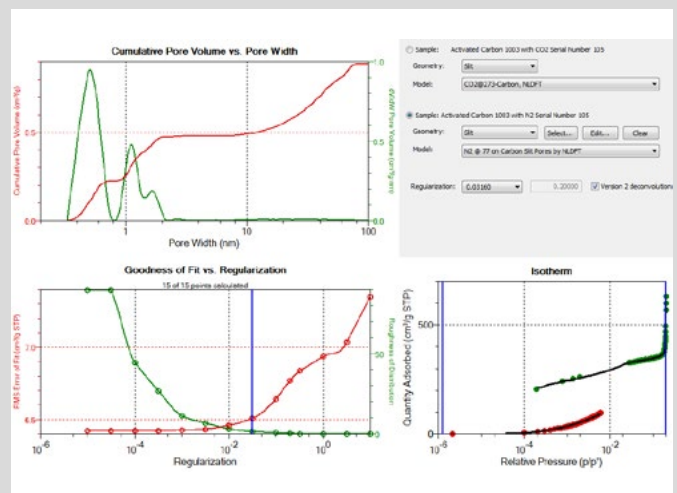 Cumulative Pore Volume vs. Pore Width
Cumulative Pore Volume (cm³/g)
0.5
0.0
1.0
0.5
0.0
dV/dW Pore Volume (cm³/g·nm)
1
10
100
Pore Width (nm)
Sample: Activated Carbon 1003 with CO2 Serial Number 105
Geometry: Slit
Model: CO2@273-Carbon, NLDFT
Sample: Activated Carbon 1003 with N2 Serial Number 105
Geometry: Slit Select... Edit... Clear
Model: N2 @ 77 on Carbon Slit Pores by NLDFT
Regularization: 0.03160 0.20000 Version 2 deconvolution
Goodness of Fit vs. Regularization
15 of 15 points calculated
RMS Error of Fit (cm³/g STP)
7.0
6.5
50
0
Roughness of Distribution
10-6
10-4
10-2
100
Regularization
Isotherm
Quantity Adsorbed (cm³/g STP)
500
0
10-6
10-4
10-2
Relative Pressure (p/p°)